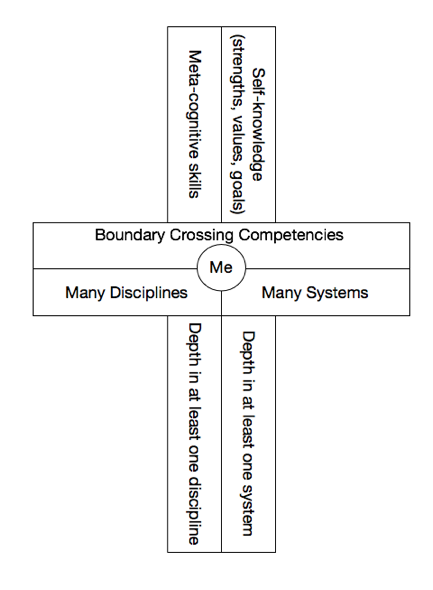 Meta-cognitive skills
Self-knowledge
(strengths, values, goals)
Boundary Crossing Competencies
Me
Many Disciplines
Many Systems
Depth in at least one discipline
Depth in at least one system